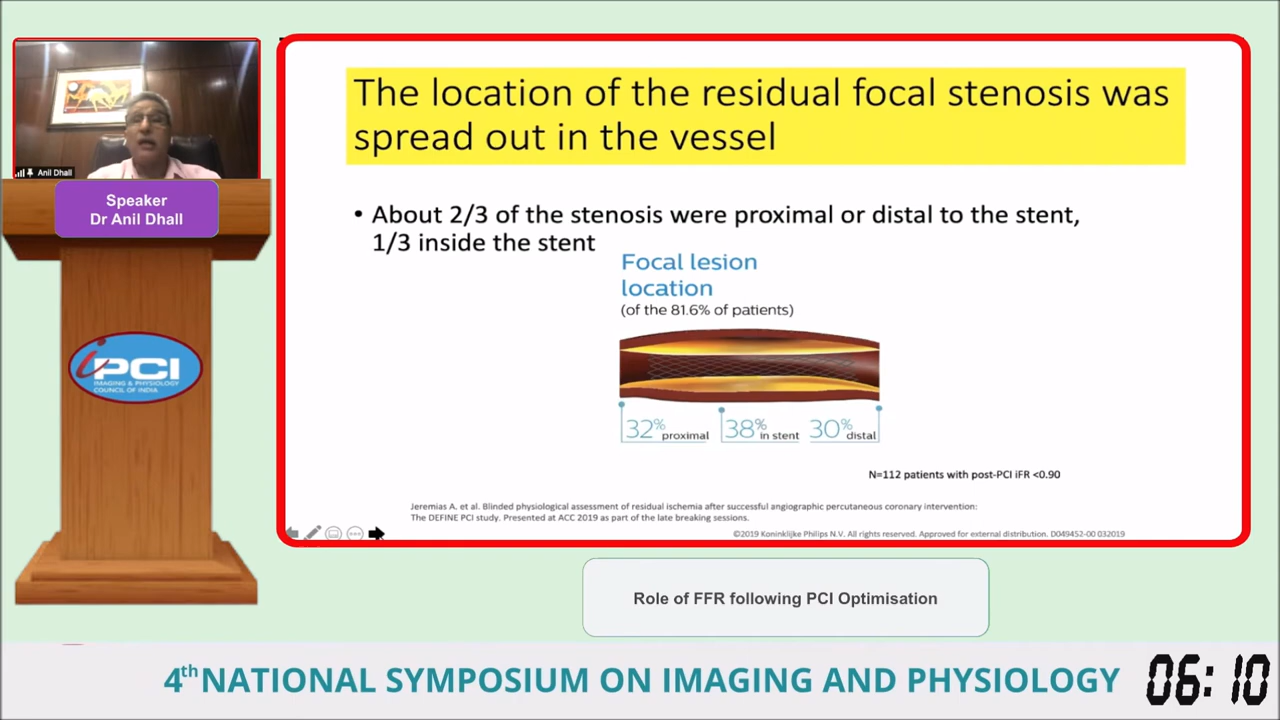 Anil Dhall
Speaker
Dr Anil Dhall
iPCI
IMAGING & PHYSIOLOGY
COUNCIL OF INDIA
The location of the residual focal stenosis was
spread out in the vessel
• About 2/3 of the stenosis were proximal or distal to the stent,
1/3 inside the stent
Focal lesion
location
(of the 81.6% of patients)
32% proximal 38% in stent 30% distal
N=112 patients with post-PCI iFR <0.90
Jeremias A. et al. Blinded physiological assessment of residual ischemia after successful angiographic percutaneous coronary intervention:
The DEFINE PCI study. Presented at ACC 2019 as part of the late breaking sessions.
©2019 Koninklijke Philips N.V. All rights reserved. Approved for external distribution. D049452-00 032019
Role of FFR following PCI Optimisation
4th NATIONAL SYMPOSIUM ON IMAGING AND PHYSIOLOGY
06:10